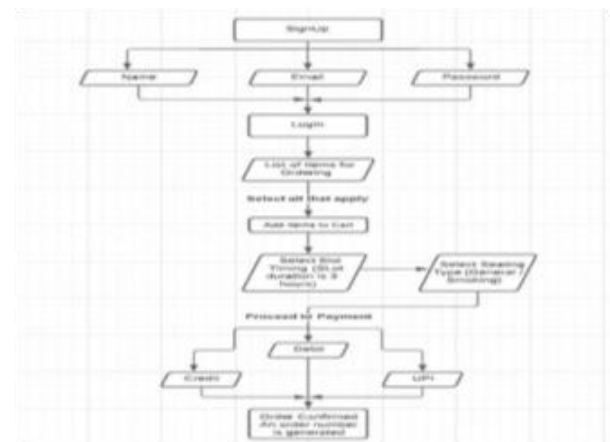 SignUp
Name
Email
Password
Login
List of Items for
Ordering
Select all that apply
Add Items to Cart
Select
Timing (Slot
duration is 3
hours)
Select Seating
Type (General /
Smoking)
Proceed to Payment
Credit
Debit
UPI
Order Confirmed
An order number
is generated